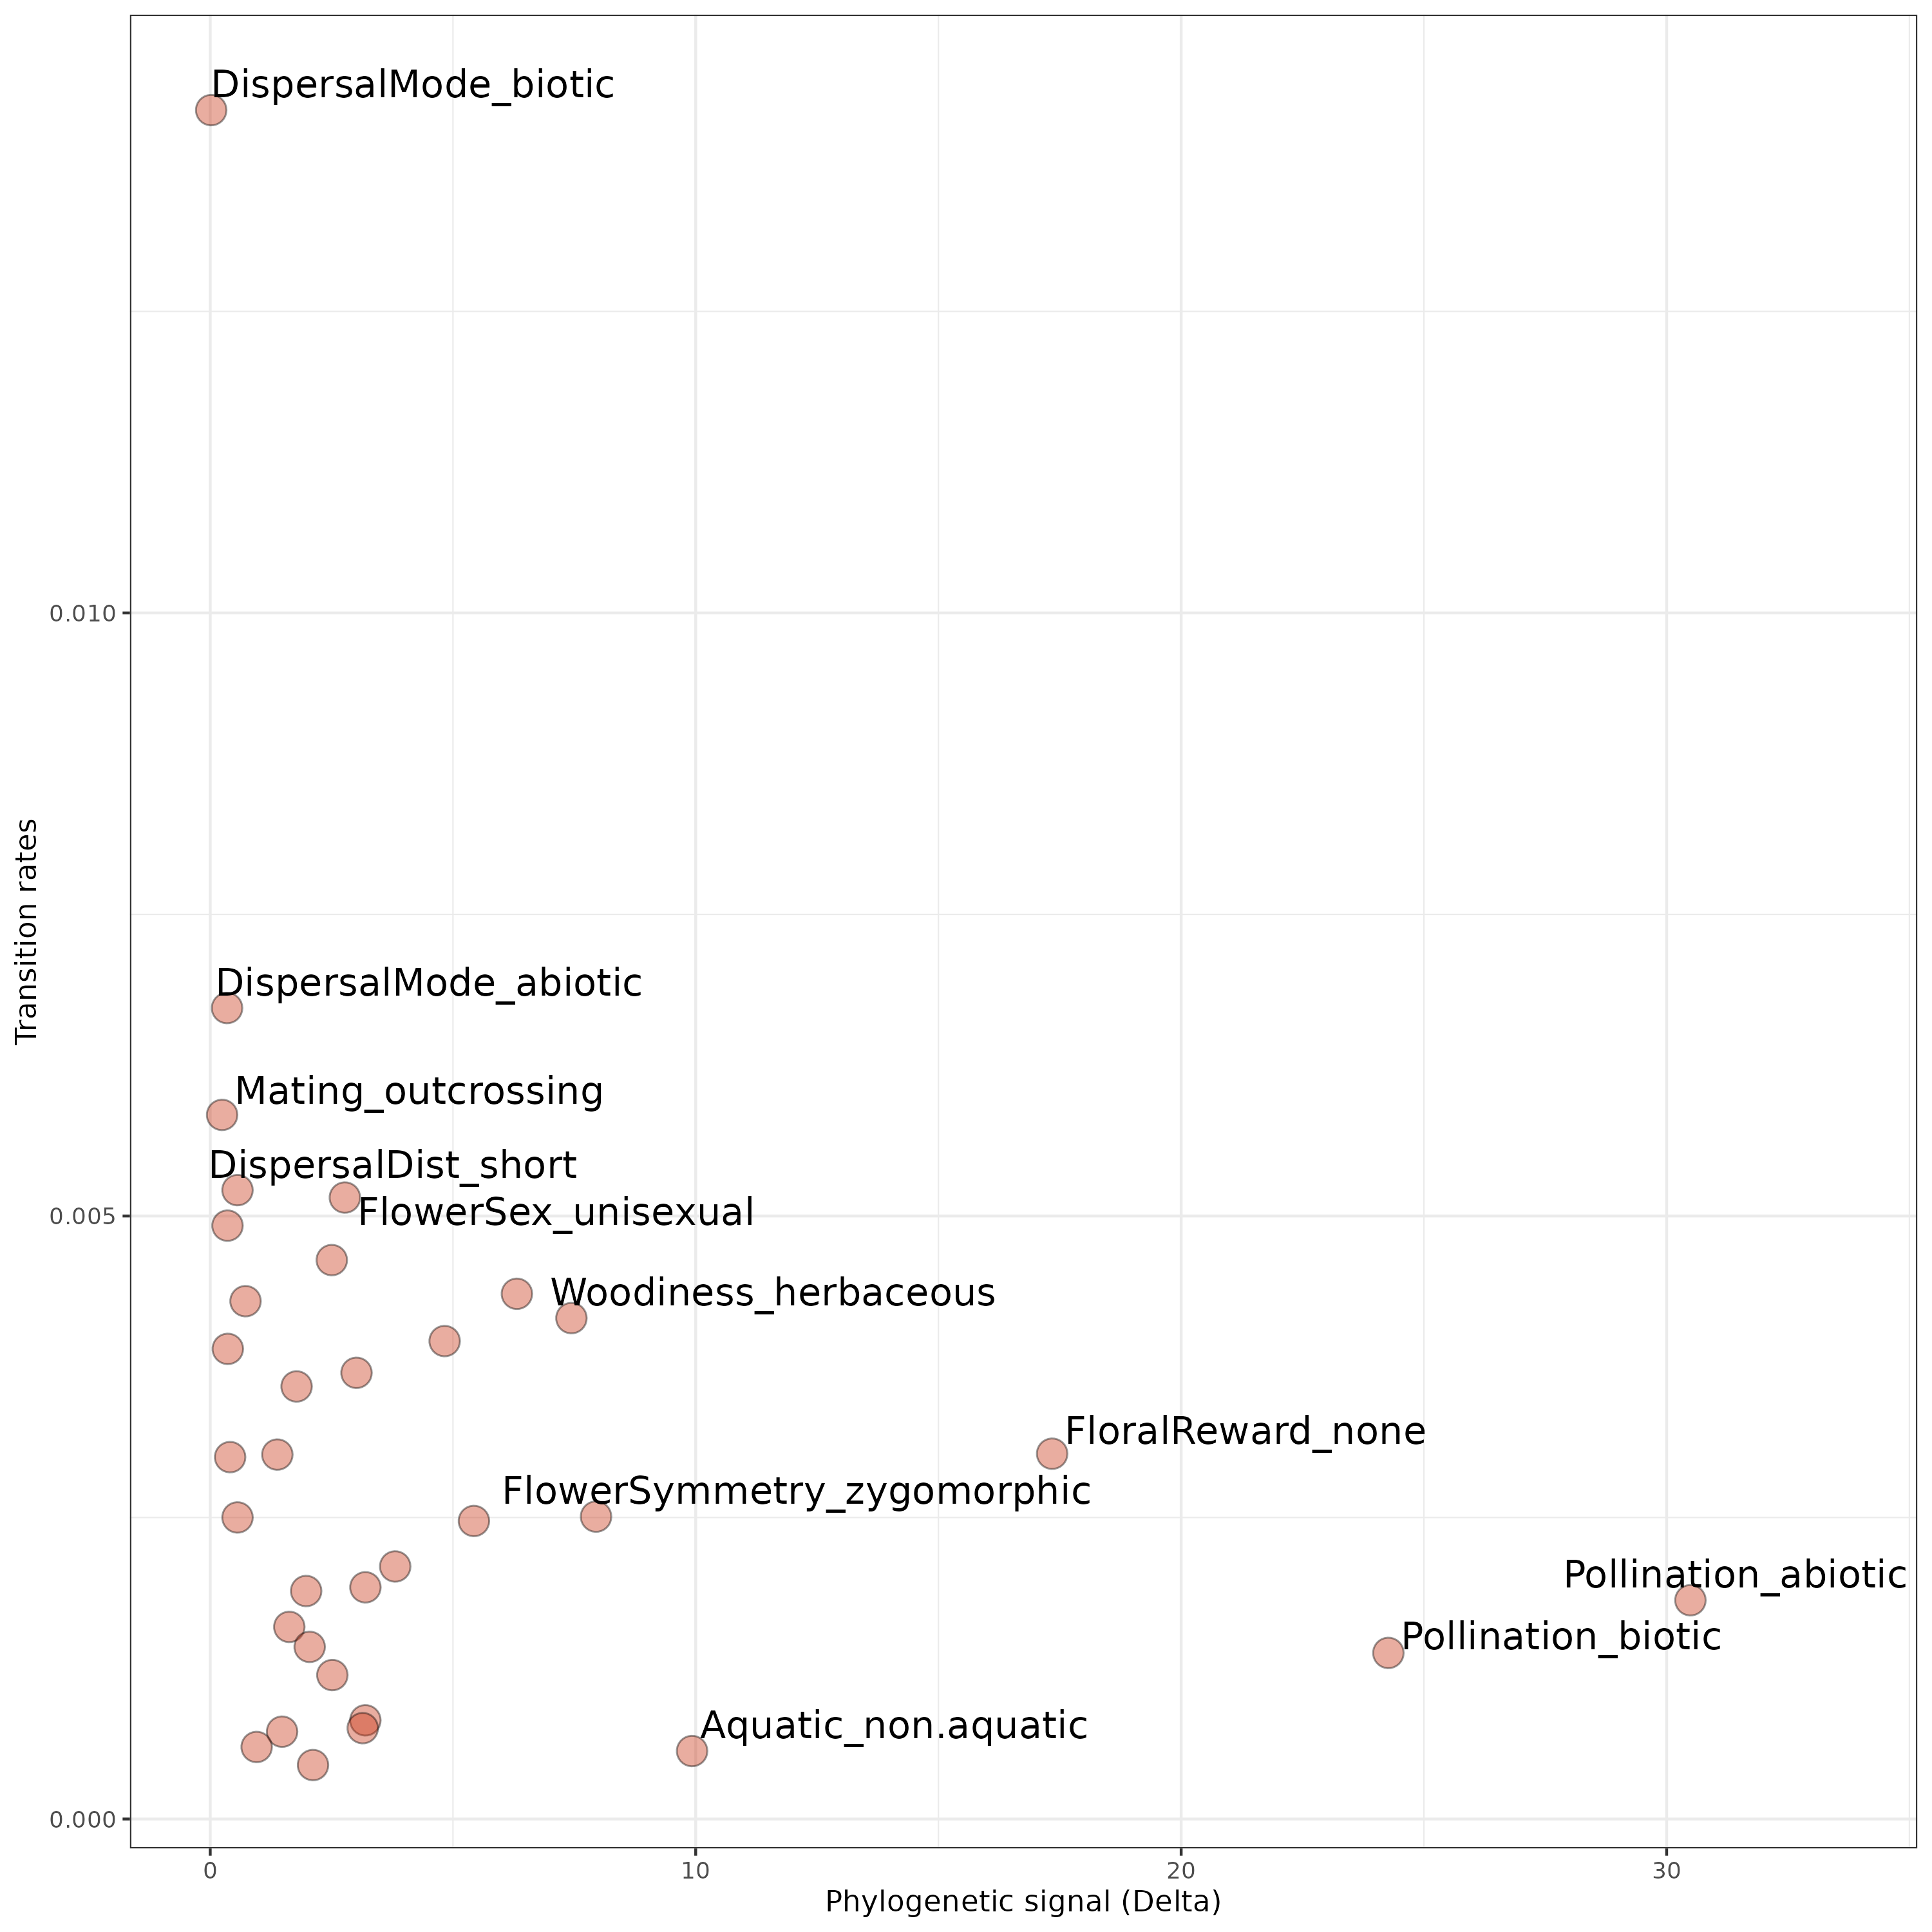 DispersalMode_biotic
0.010
Transition rates
DispersalMode_abiotic
Mating_outcrossing
DispersalDist_short
0.005
FlowerSex_unisexual
Woodiness_herbaceous
FloralReward_none
FlowerSymmetry_zygomorphic
Pollination_abiotic
Pollination_biotic
Aquatic_non.aquatic
0.000
0 10 20 30
Phylogenetic signal (Delta)